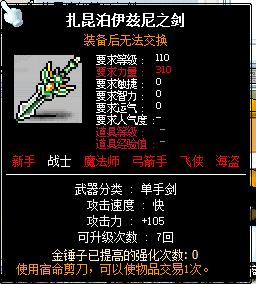 扎昆泊伊兹尼之剑
装备后无法交换
要求等级： 110
要求力量： 310
要求敏捷： 0
要求智力： 0
要求运气： 0
要求人气度： -
道具等级： -
道具经验值： -
新手 战士 魔法师 弓箭手 飞侠 海盗
武器分类 : 单手剑
攻击速度 : 快
攻击力 : +105
可升级次数 : 7回
金锤子已提高的强化次数: 0
使用宿命剪刀，可以使物品交易1次。